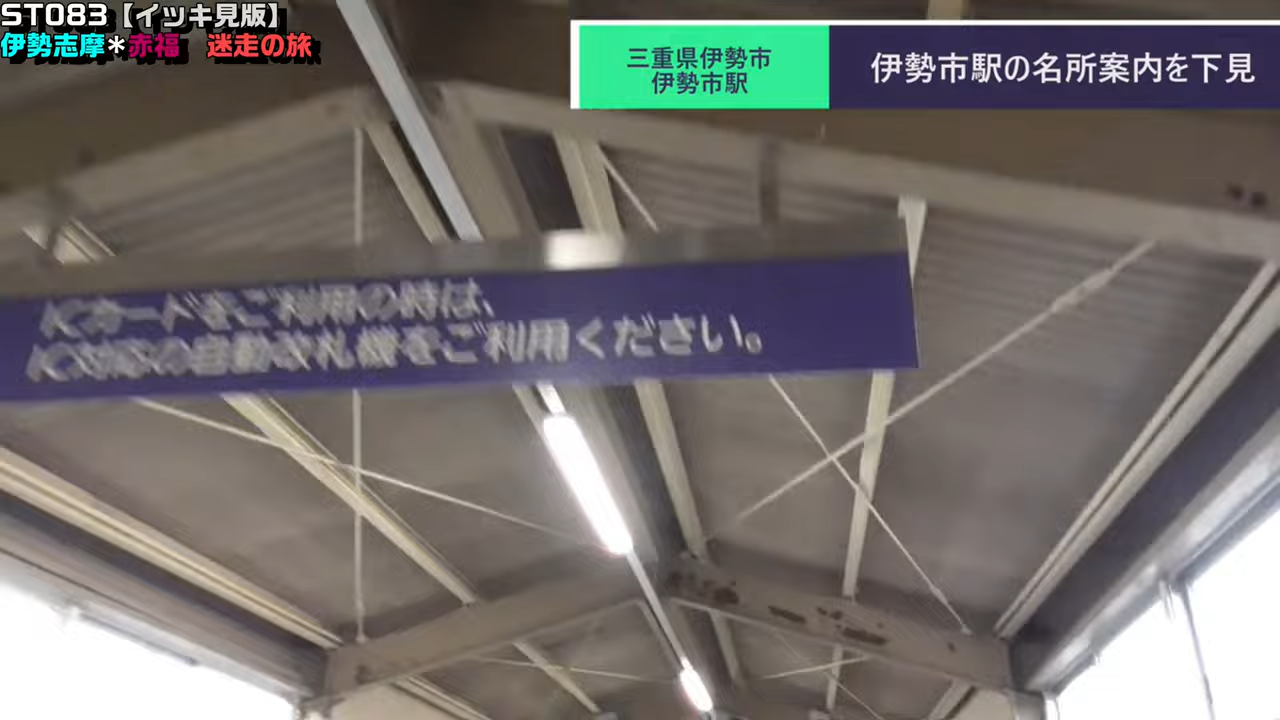 ST083【イッキ見版】
伊勢志摩＊赤福　迷走の旅
三重県伊勢市
伊勢市駅
伊勢市駅の名所案内を下見
ICカードをご利用の時は、
IC対応の自動改札機をご利用ください。